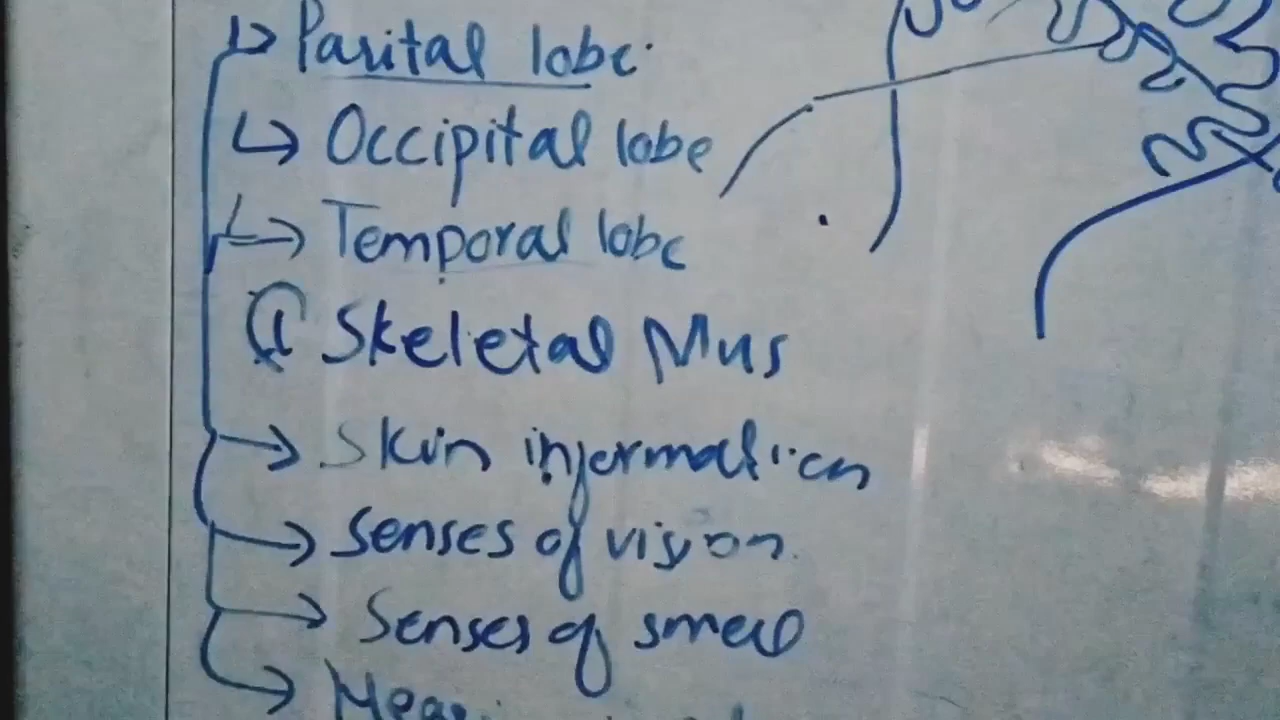 Parital lobe
Occipital lobe
Temporal lobe
Skeletal Mus
Skin information
Senses of vision
Senses of smell